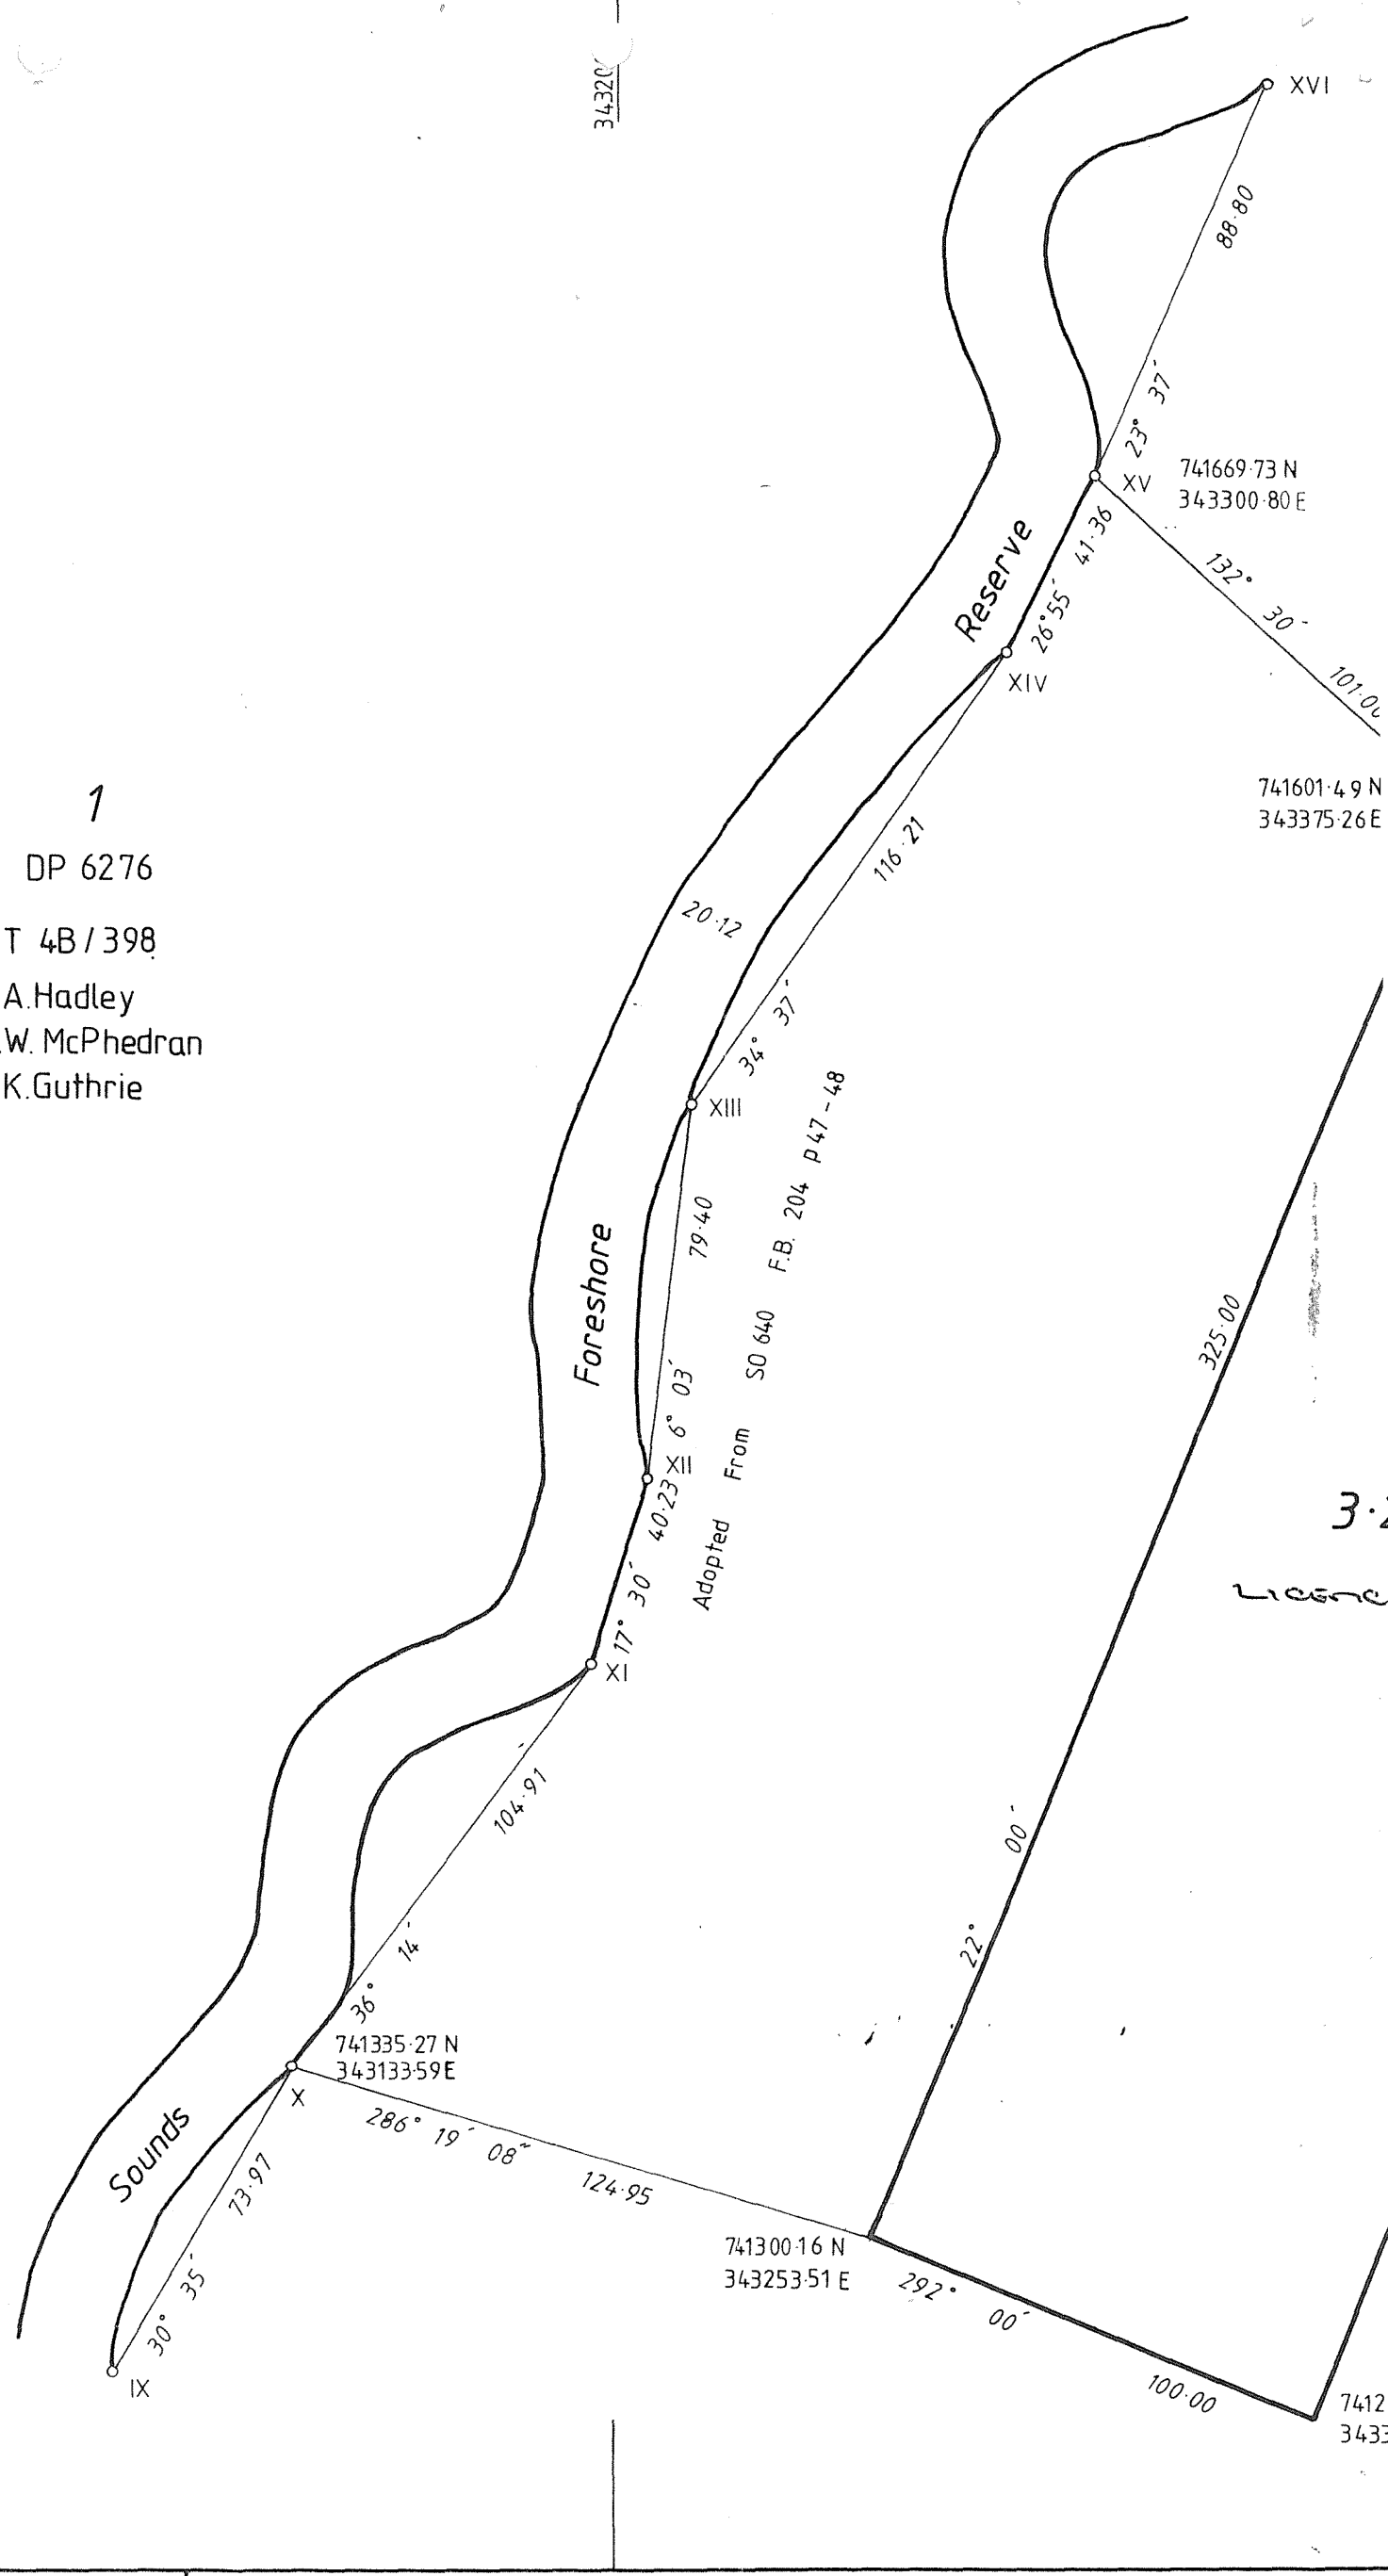 34320
XVI
88·80
23° 37′
741669·73 N
343300·80 E
XV
41·36
26°55′
132° 30′
Reserve
XIV
741601·49 N
343375·26 E
1
DP 6276
T 4B/398
A.Hadley
.W. McPhedran
K.Guthrie
116·21
20·12
34° 37′
XIII
Adopted From SO 640 F.B. 204 p47-48
79·40
Foreshore
6° 03′
XII
40·23
17° 30′
XI
325·00
22° 00′
104·91
36° 14′
741335·27 N
343133·59E
X
286° 19′ 08″
124·95
Sounds
73·97
30° 35′
IX
741300·16 N
343253·51 E
292° 00′
100·00
7412
3433